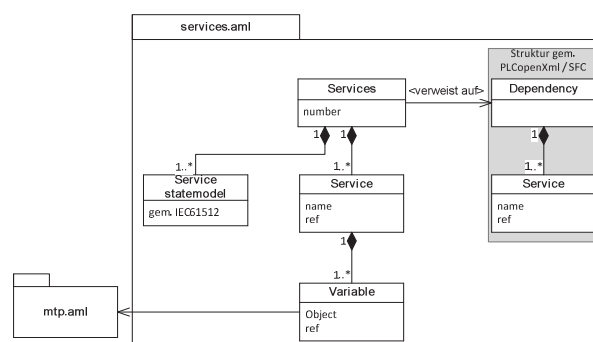 services.aml
Struktur gem.
PLCopenXml / SFC
Services
number
<verweist auf>
Dependency
1
1
1
1..*
1..*
1..*
Service
statemodel
gem. IEC61512
Service
name
ref
Service
name
ref
1
1..*
mtp.aml
Variable
Object
ref